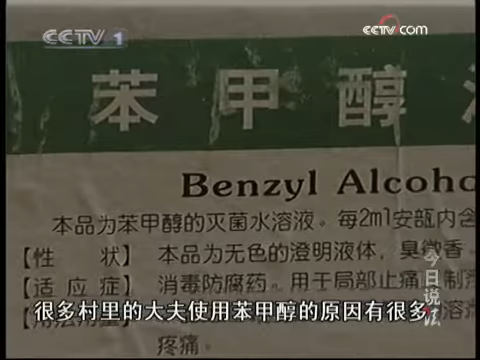 CCTV 1
CCTV.com
苯甲醇
Benzyl Alcoho
本品为苯甲醇的灭菌水溶液。每2ml安瓿内含
【性 状】 本品为无色的澄明液体，臭微香。
【适 应 症】 消毒防腐药。用于局部止痛止制
今日说法
很多村里的大夫使用苯甲醇的原因有很多
疼痛。